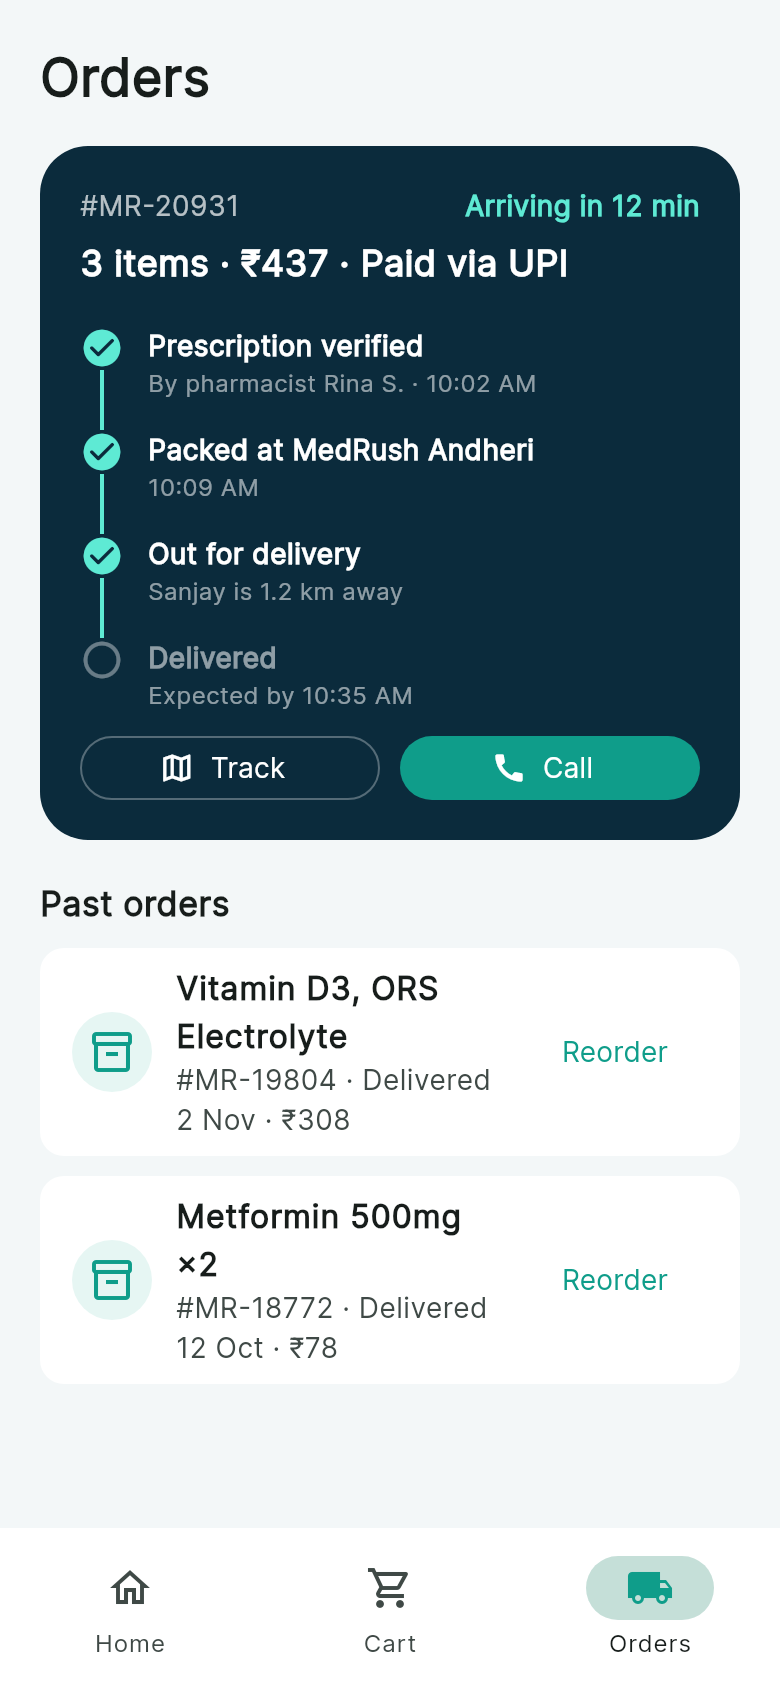 Orders
#MR-20931
Arriving in 12 min
3 items · ₹437 · Paid via UPI
Prescription verified
By pharmacist Rina S. · 10:02 AM
Packed at MedRush Andheri
10:09 AM
Out for delivery
Sanjay is 1.2 km away
Delivered
Expected by 10:35 AM
Track
Call
Past orders
Vitamin D3, ORS
Electrolyte
#MR-19804 · Delivered
2 Nov · ₹308
Reorder
Metformin 500mg
×2
#MR-18772 · Delivered
12 Oct · ₹78
Reorder
Home
Cart
Orders